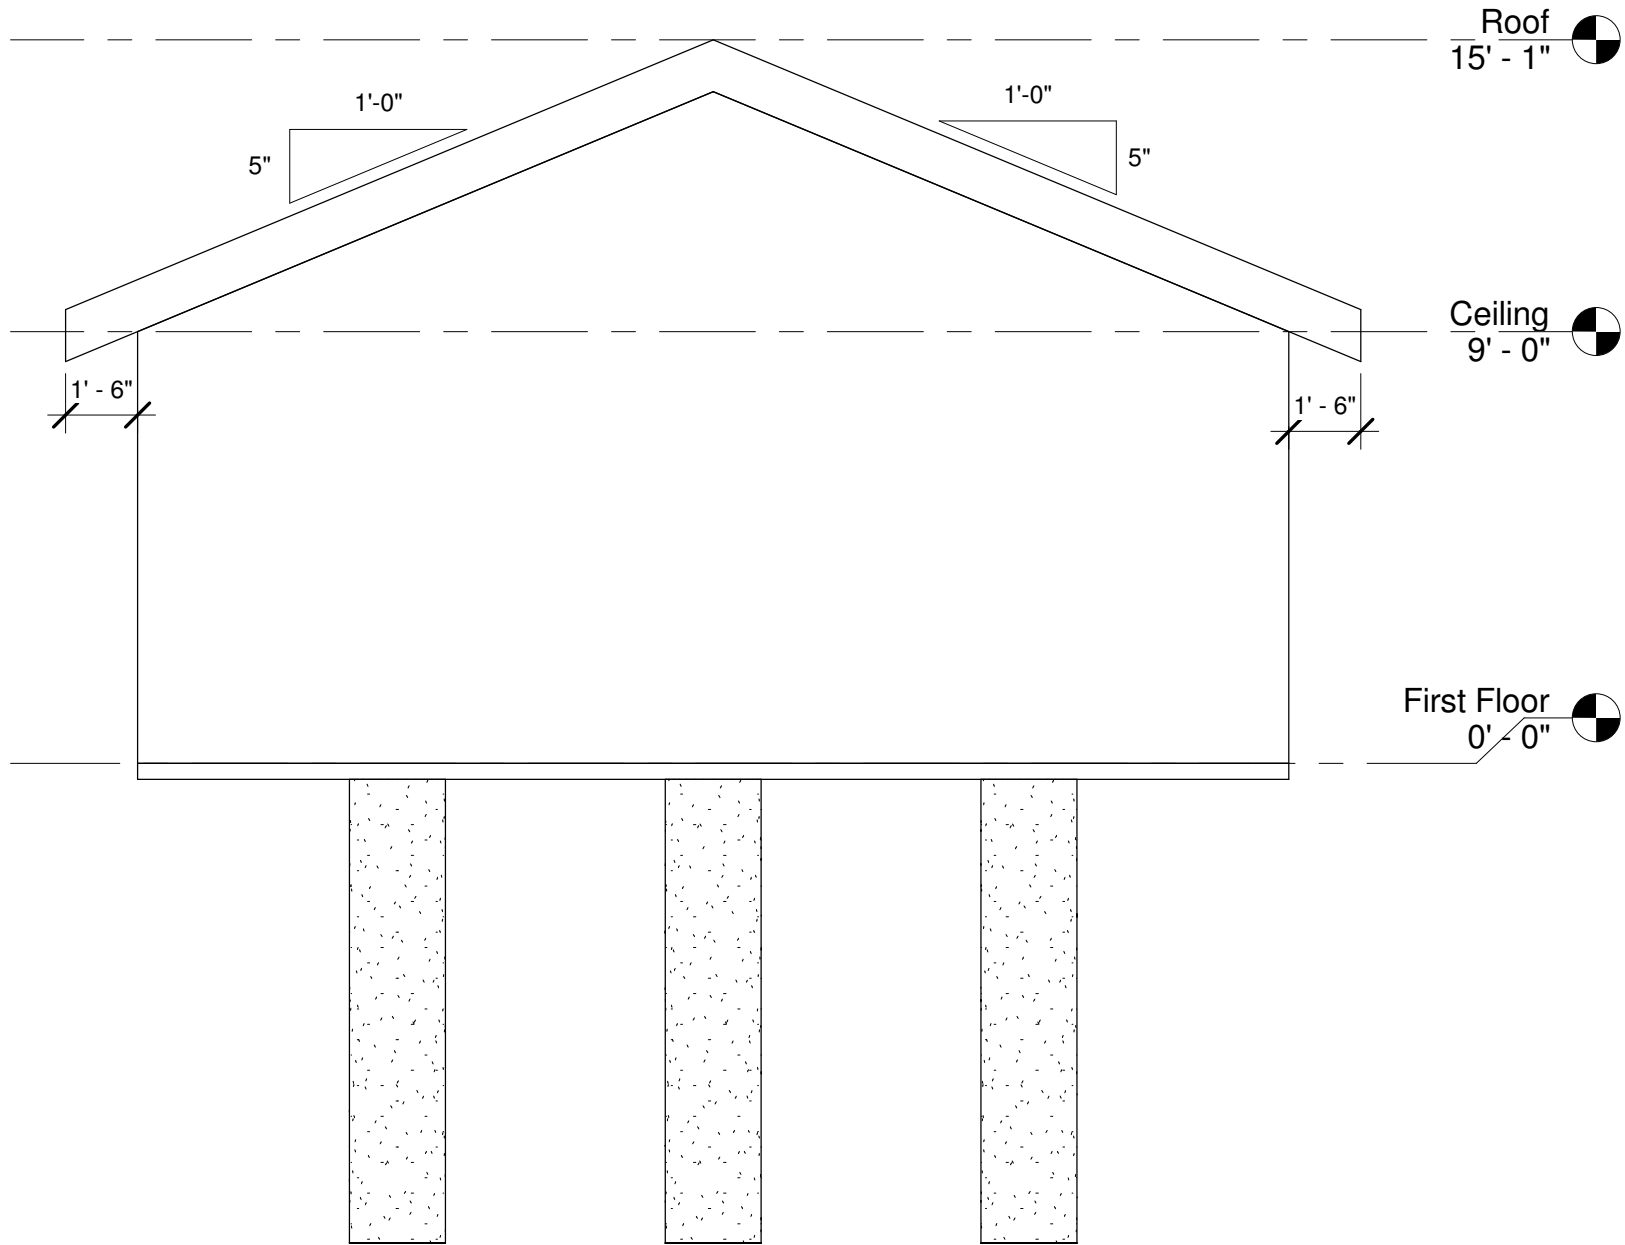 Roof
15' - 1"
1'-0"
1'-0"
5"
5"
Ceiling
9' - 0"
1' - 6"
1' - 6"
First Floor
0' - 0"